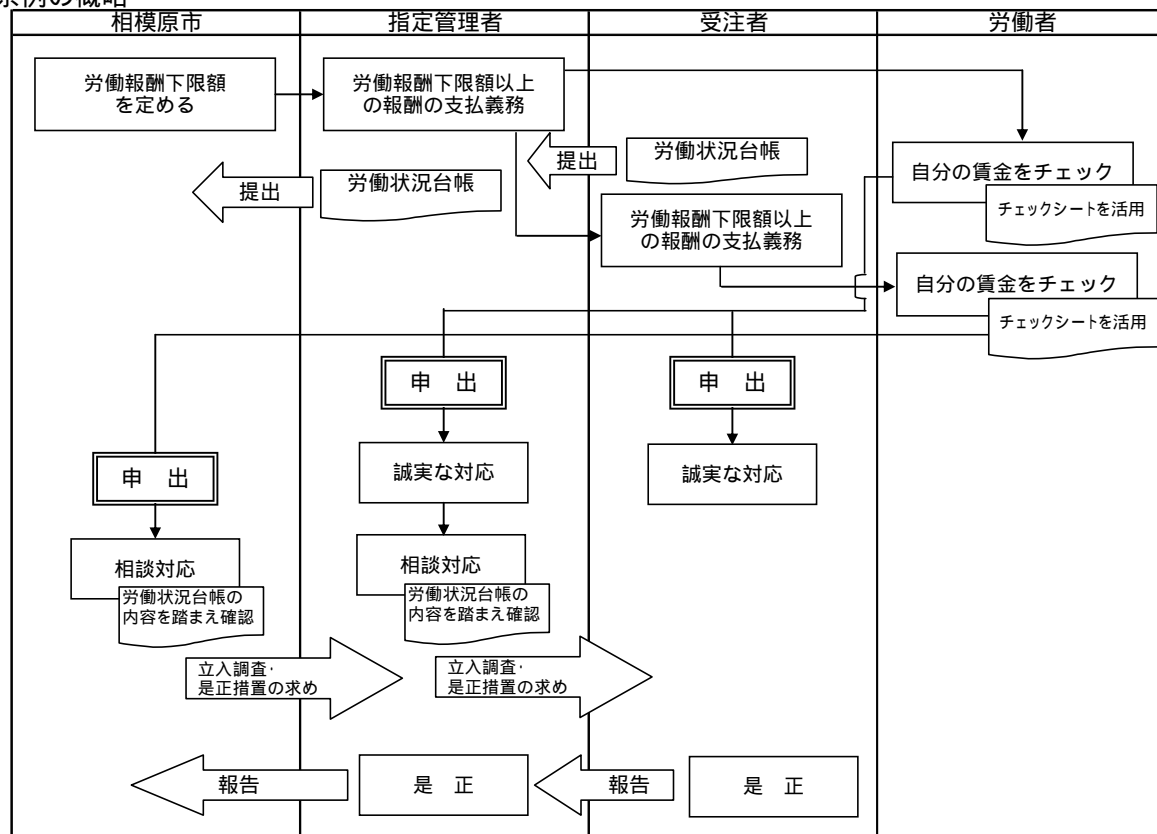 条例の概略
相模原市
指定管理者
受注者
労働者
労働報酬下限額
を定める
労働報酬下限額以上
の報酬の支払義務
提出
労働状況台帳
自分の賃金をチェック
チェックシートを活用
提出
労働状況台帳
労働報酬下限額以上
の報酬の支払義務
自分の賃金をチェック
チェックシートを活用
申 出
申 出
誠実な対応
誠実な対応
申 出
相談対応
労働状況台帳の
内容を踏まえ確認
相談対応
労働状況台帳の
内容を踏まえ確認
立入調査・
是正措置の求め
立入調査・
是正措置の求め
報告
是 正
報告
是 正